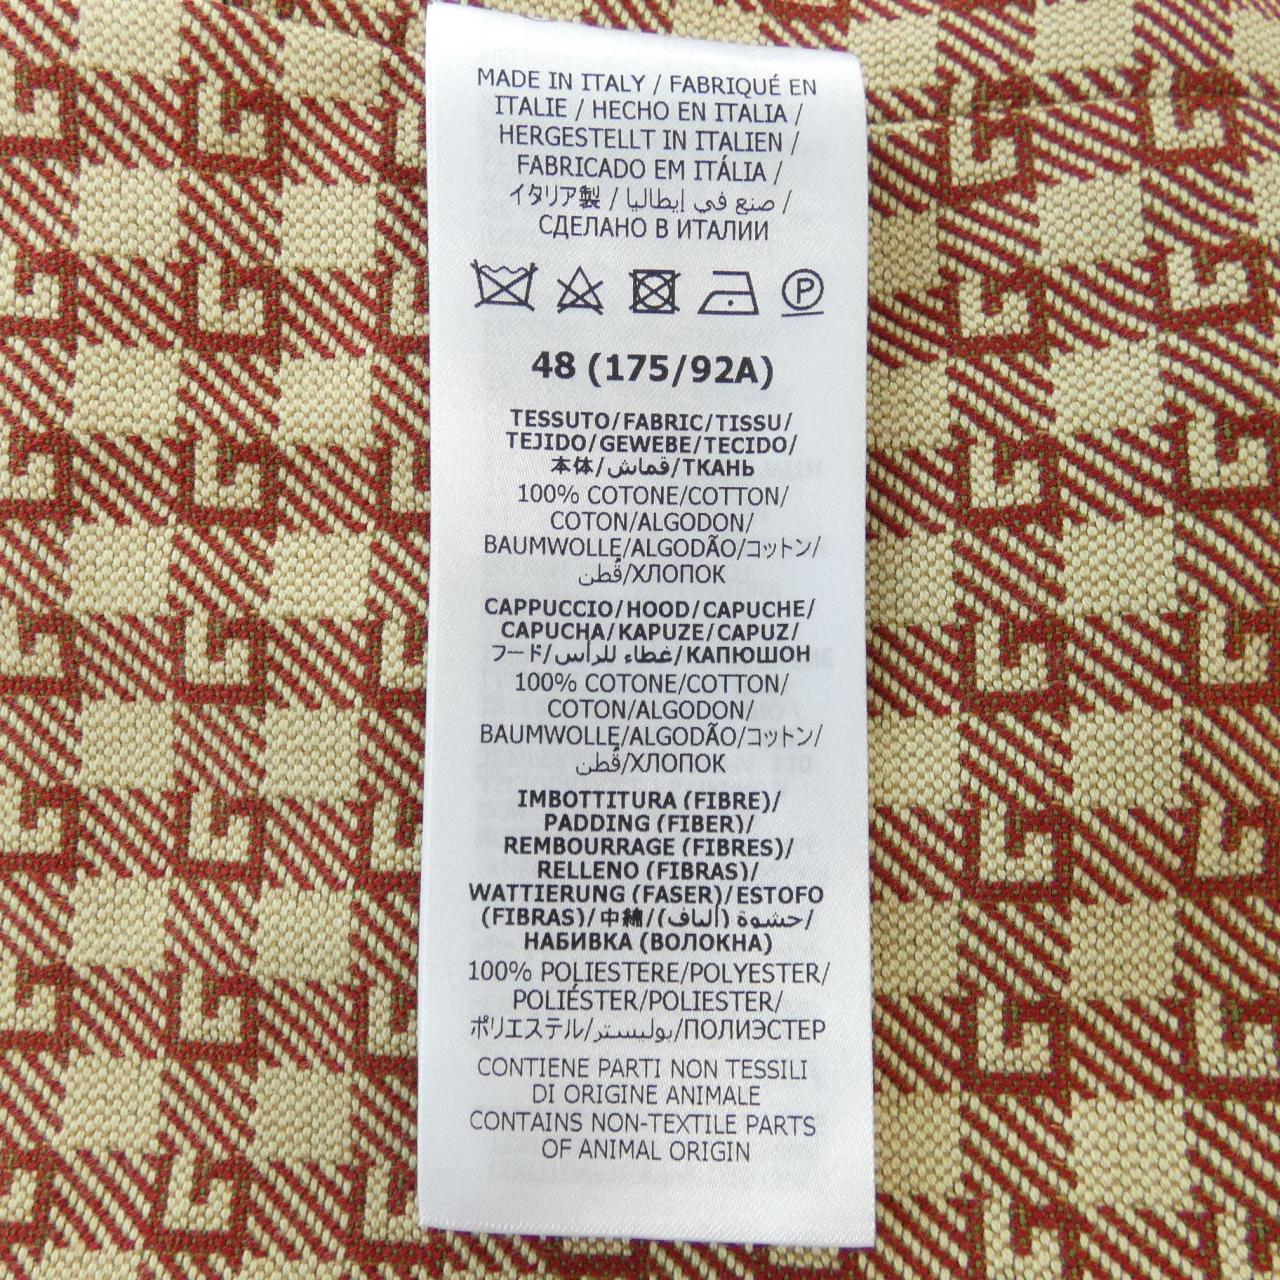 MADE IN ITALY / FABRIQUÉ EN
ITALIE / HECHO EN ITALIA /
HERGESTELLT IN ITALIEN /
FABRICADO EM ITÁLIA /
イタリア製 / صنع في إيطاليا /
СДЕЛАНО В ИТАЛИИ
P
48 (175/92A)
TESSUTO/FABRIC/TISSU/
TEJIDO/GEWEBE/TECIDO/
本体/قماش/ТКАНЬ
100% COTONE/COTTON/
COTON/ALGODON/
BAUMWOLLE/ALGODÃO/コットン/
قُطن/ХЛОПОК
CAPPUCCIO/HOOD/CAPUCHE/
CAPUCHA/KAPUZE/CAPUZ/
フード/غطاء للرأس/КАПЮШОН
100% COTONE/COTTON/
COTON/ALGODON/
BAUMWOLLE/ALGODÃO/コットン/
قُطن/ХЛОПОК
IMBOTTITURA (FIBRE)/
PADDING (FIBER)/
REMBOURRAGE (FIBRES)/
RELLENO (FIBRAS)/
WATTIERUNG (FASER)/ESTOFO
(FIBRAS)/中綿/حشوة (ألياف)/
НАБИВКА (ВОЛОКНА)
100% POLIESTERE/POLYESTER/
POLIÉSTER/POLIESTER/
ポリエステル/بوليستر/ПОЛИЭСТЕР
CONTIENE PARTI NON TESSILI
DI ORIGINE ANIMALE
CONTAINS NON-TEXTILE PARTS
OF ANIMAL ORIGIN